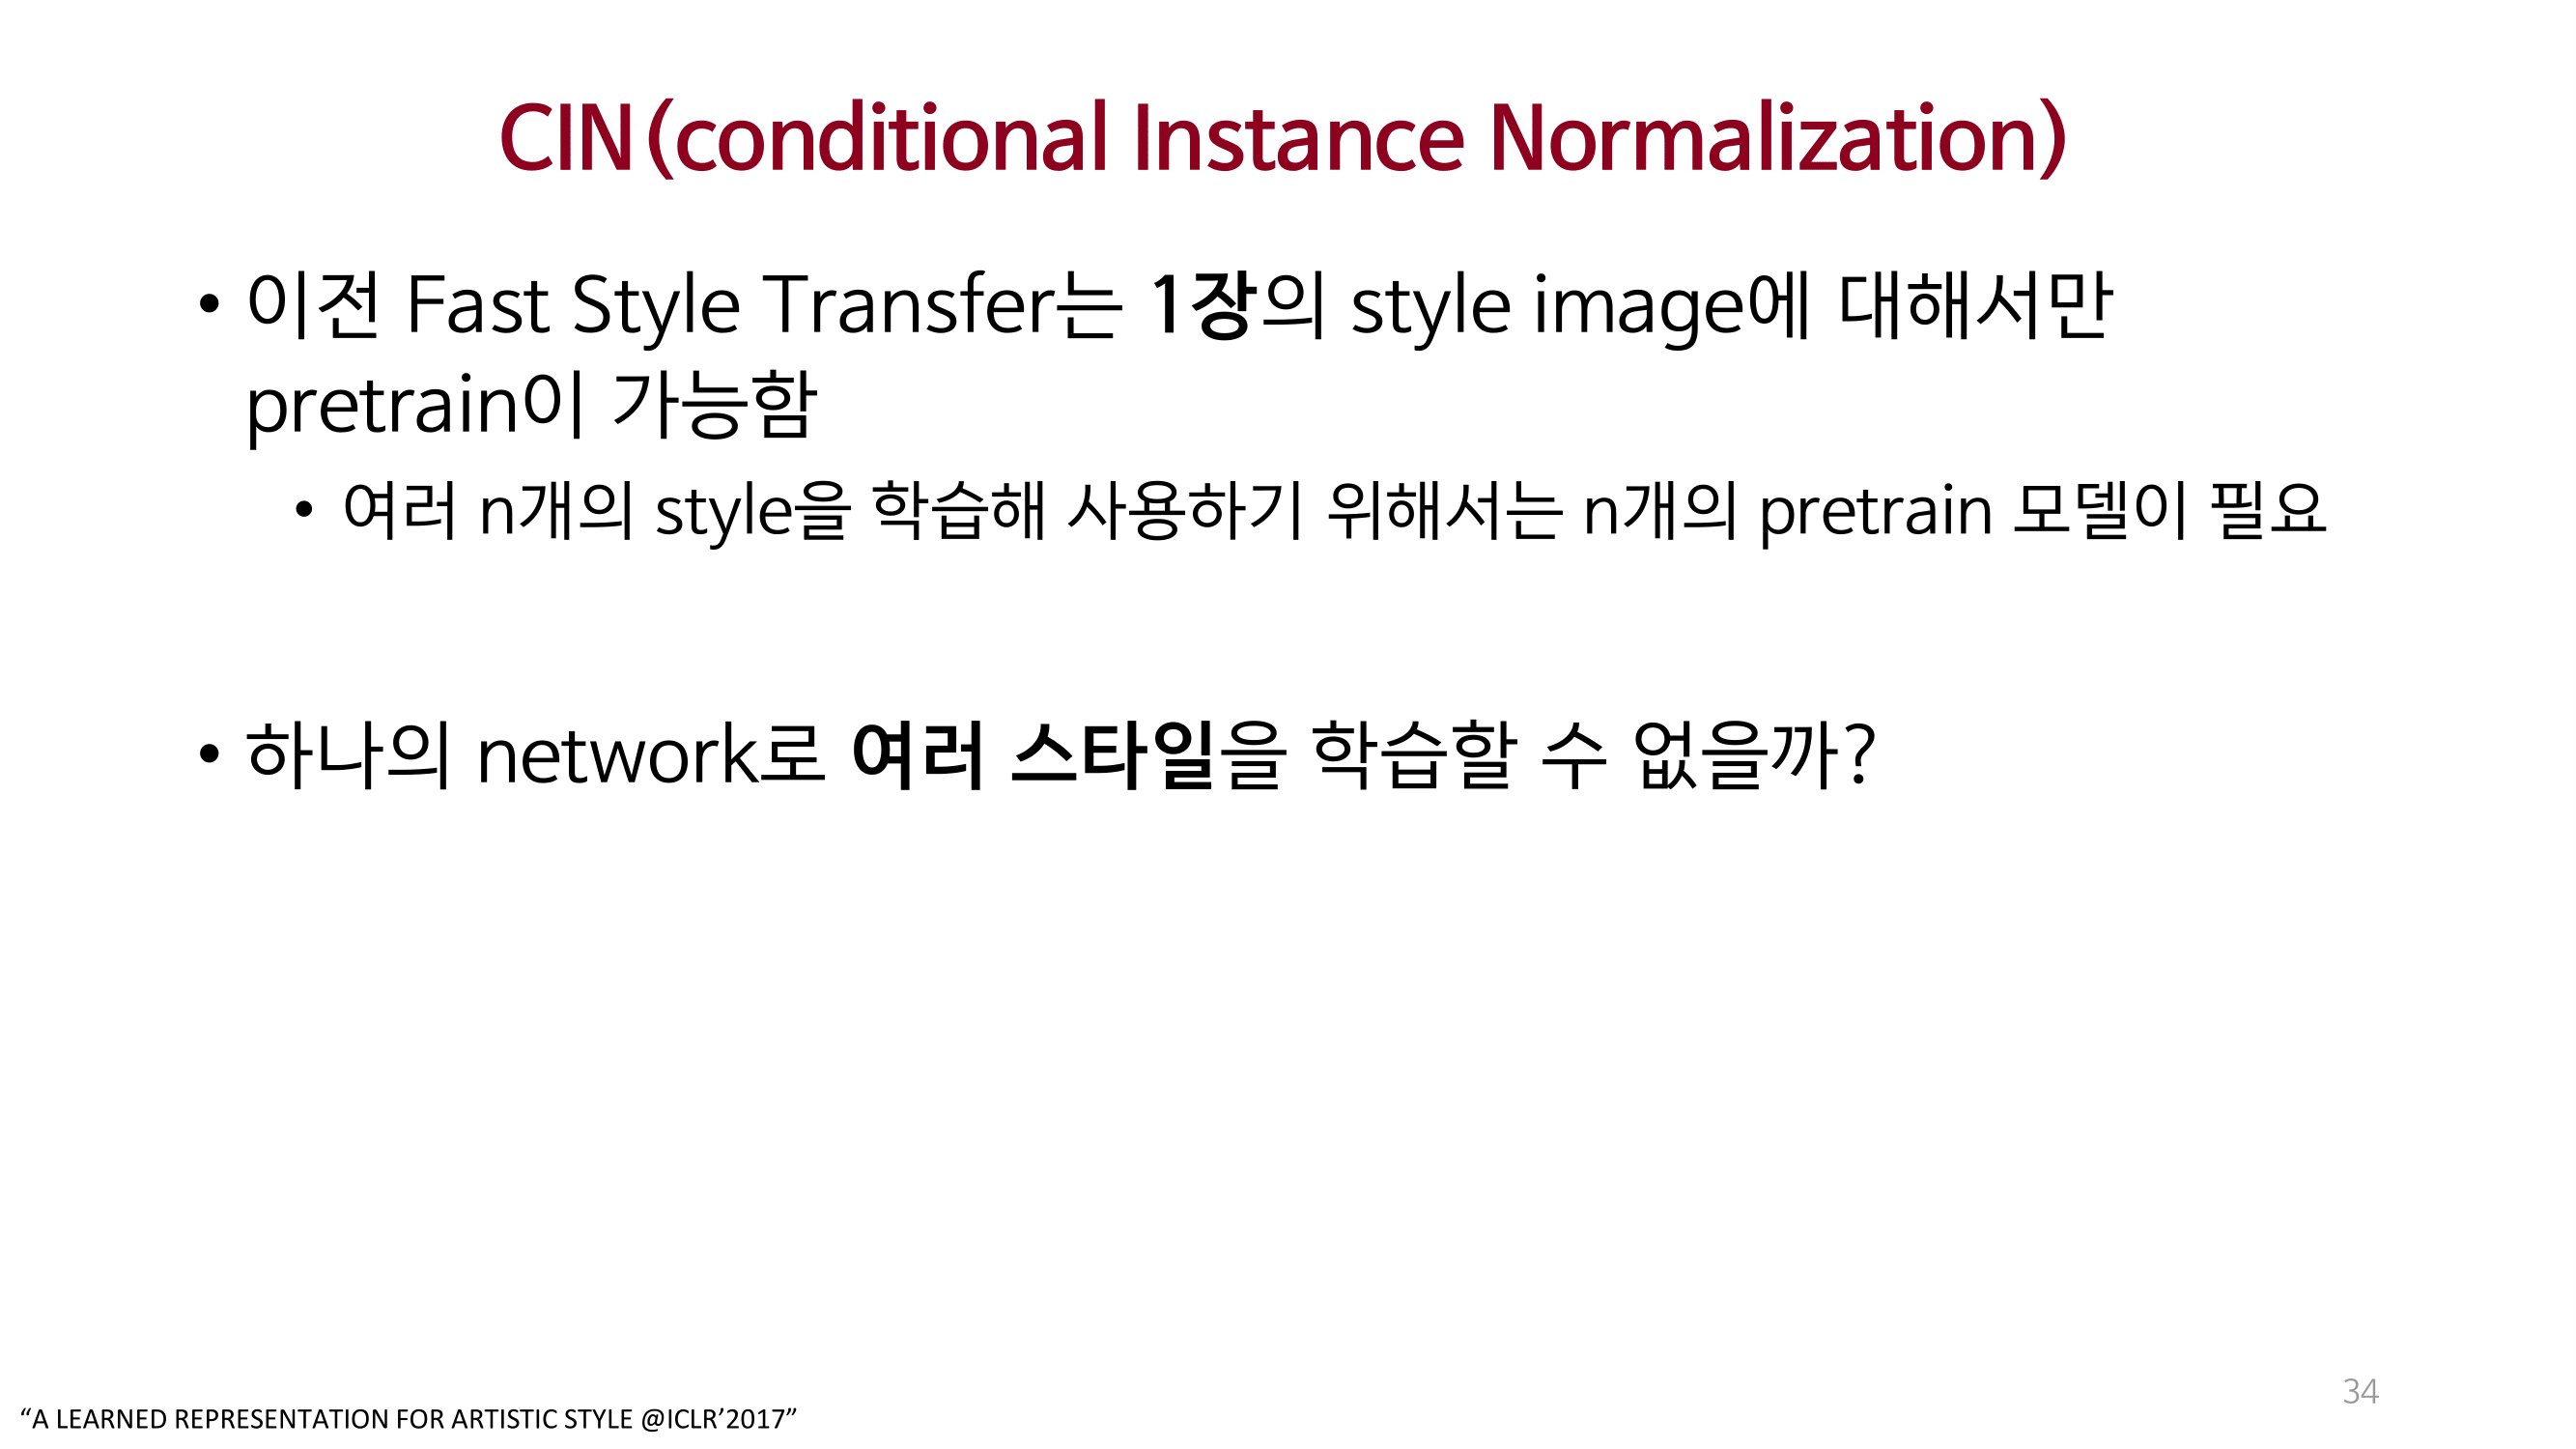 CIN(conditional Instance Normalization)
• 이전 Fast Style Transfer는 1장의 style image에 대해서만
pretrain이 가능함
• 여러 n개의 style을 학습해 사용하기 위해서는 n개의 pretrain 모델이 필요
• 하나의 network로 여러 스타일을 학습할 수 없을까?
34
“A LEARNED REPRESENTATION FOR ARTISTIC STYLE @ICLR’2017”